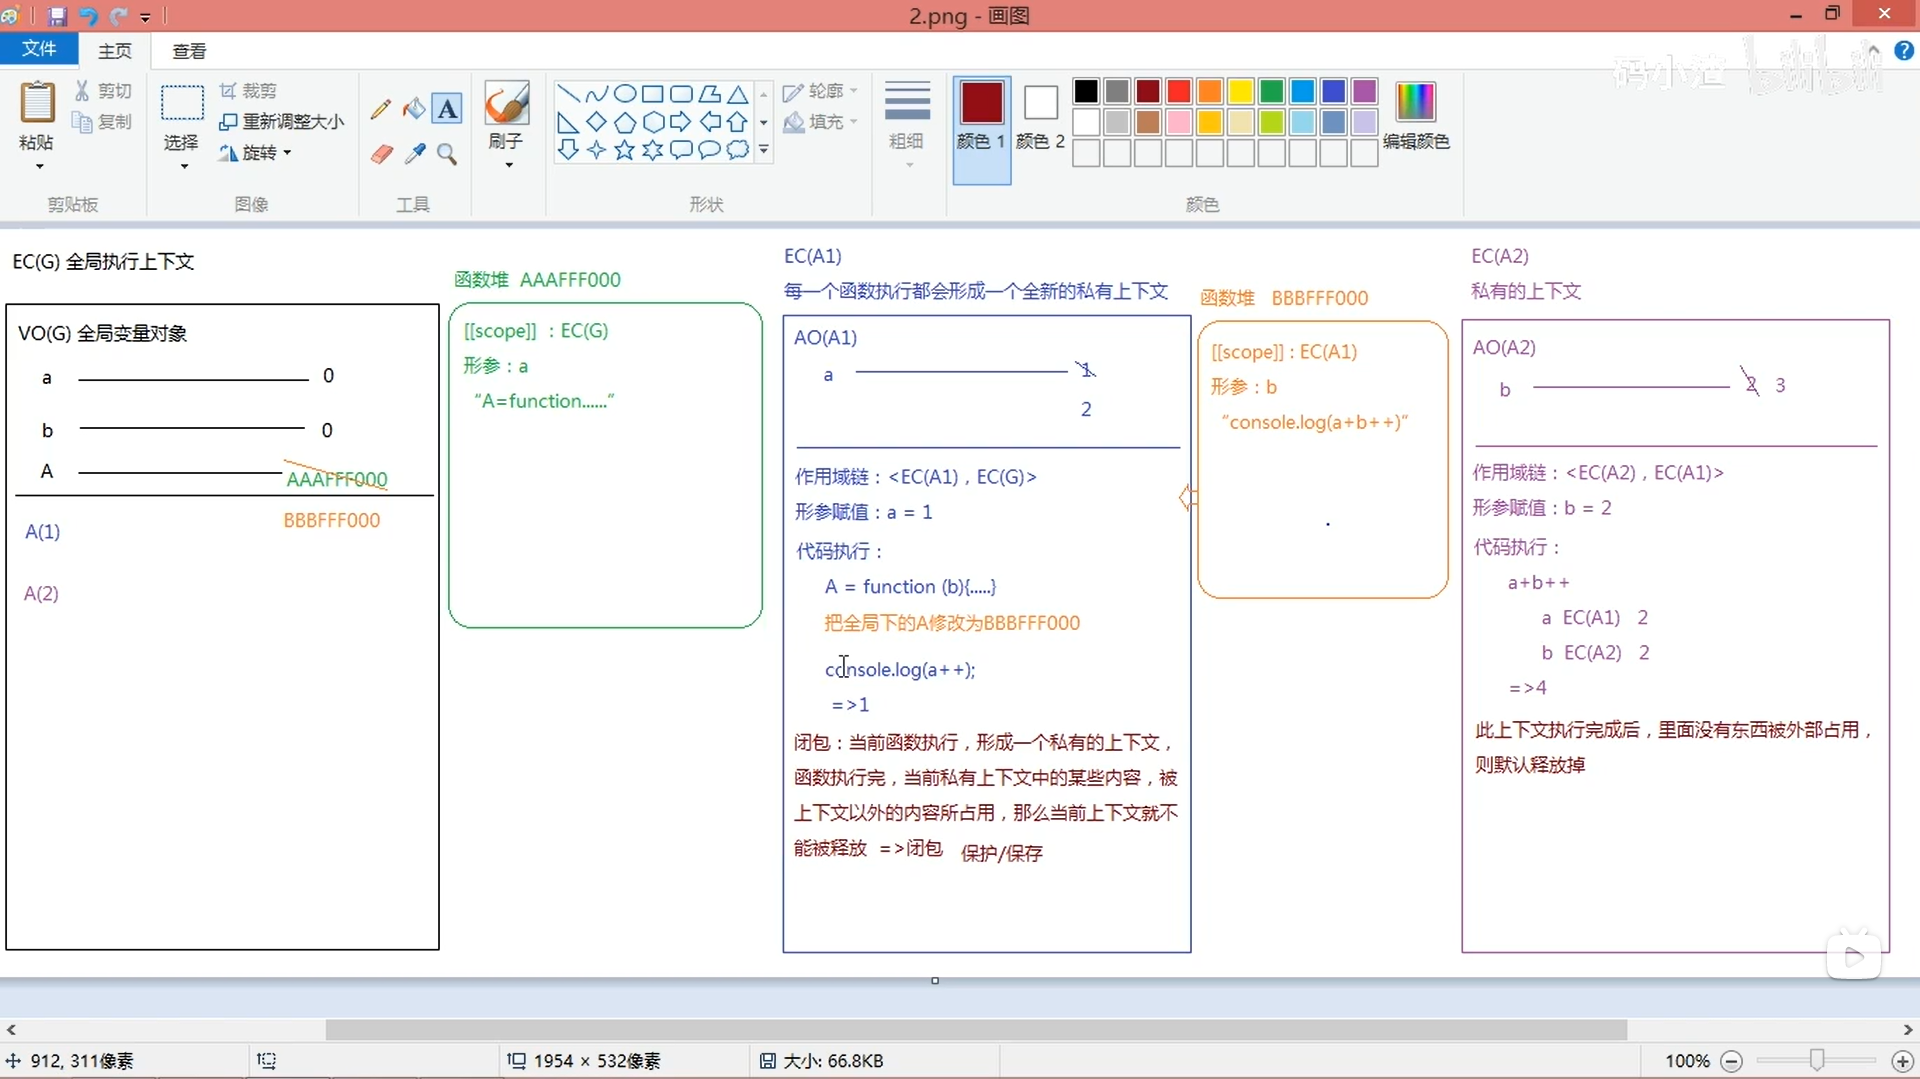 2.png - 画图
文件
主页
查看
码小渣 bilibili
粘贴
剪切
复制
剪贴板
选择
裁剪
重新调整大小
旋转
图像
A
工具
刷子
轮廓
填充
形状
粗细
颜色 1
颜色 2
编辑颜色
颜色
EC(G) 全局执行上下文
VO(G) 全局变量对象
a 0
b 0
A AAAFFF000
BBBFFF000
A(1)
A(2)
函数堆 AAAFFF000
[[scope]] : EC(G)
形参 : a
“A=function......“
EC(A1)
每一个函数执行都会形成一个全新的私有上下文
AO(A1)
a 1
2
作用域链 : <EC(A1) , EC(G)>
形参赋值 : a = 1
代码执行 :
A = function (b){.....}
把全局下的A修改为BBBFFF000
console.log(a++);
=>1
闭包 : 当前函数执行 , 形成一个私有的上下文 ,
函数执行完 , 当前私有上下文中的某些内容 , 被
上下文以外的内容所占用 , 那么当前上下文就不
能被释放 =>闭包 保护/保存
函数堆 BBBFFF000
[[scope]] : EC(A1)
形参 : b
“console.log(a+b++)“
EC(A2)
私有的上下文
AO(A2)
b 2 3
作用域链 : <EC(A2) , EC(A1)>
形参赋值 : b = 2
代码执行 :
a+b++
a EC(A1) 2
b EC(A2) 2
=>4
此上下文执行完成后 , 里面没有东西被外部占用 ,
则默认释放掉
912, 311像素
1954 × 532像素
大小: 66.8KB
100%